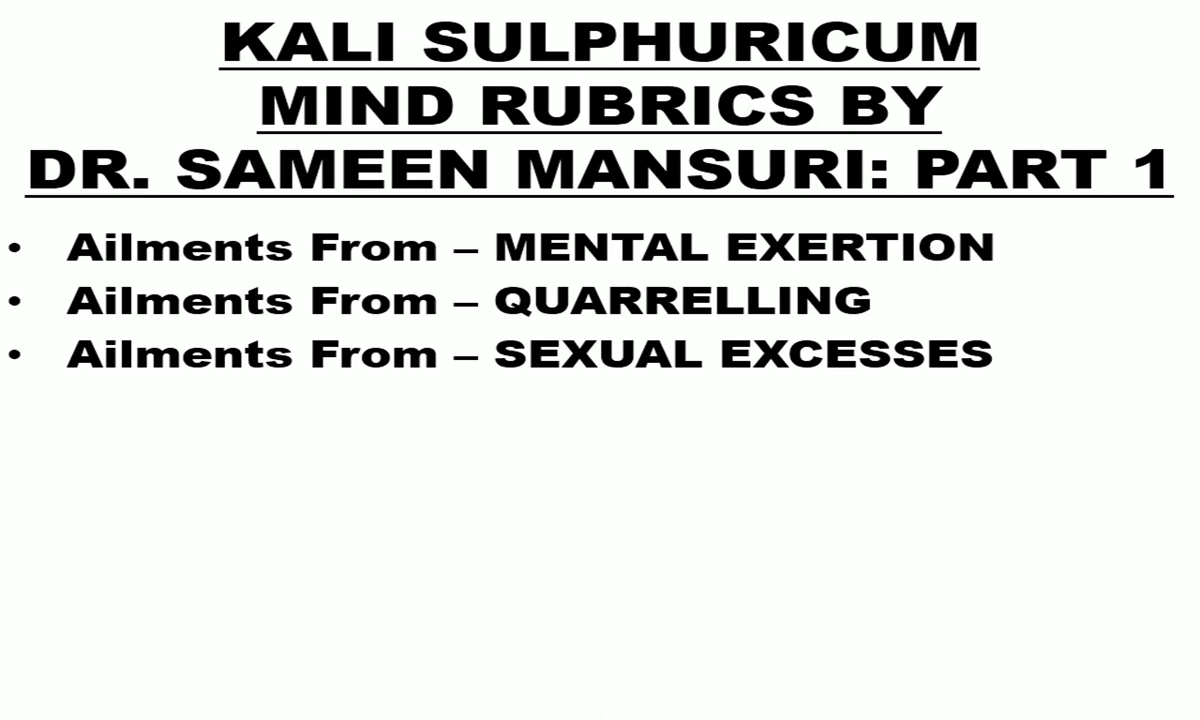 KALI SULPHURICUM
MIND RUBRICS BY
DR. SAMEEN MANSURI: PART 1
• Ailments From – MENTAL EXERTION
• Ailments From – QUARRELLING
• Ailments From – SEXUAL EXCESSES